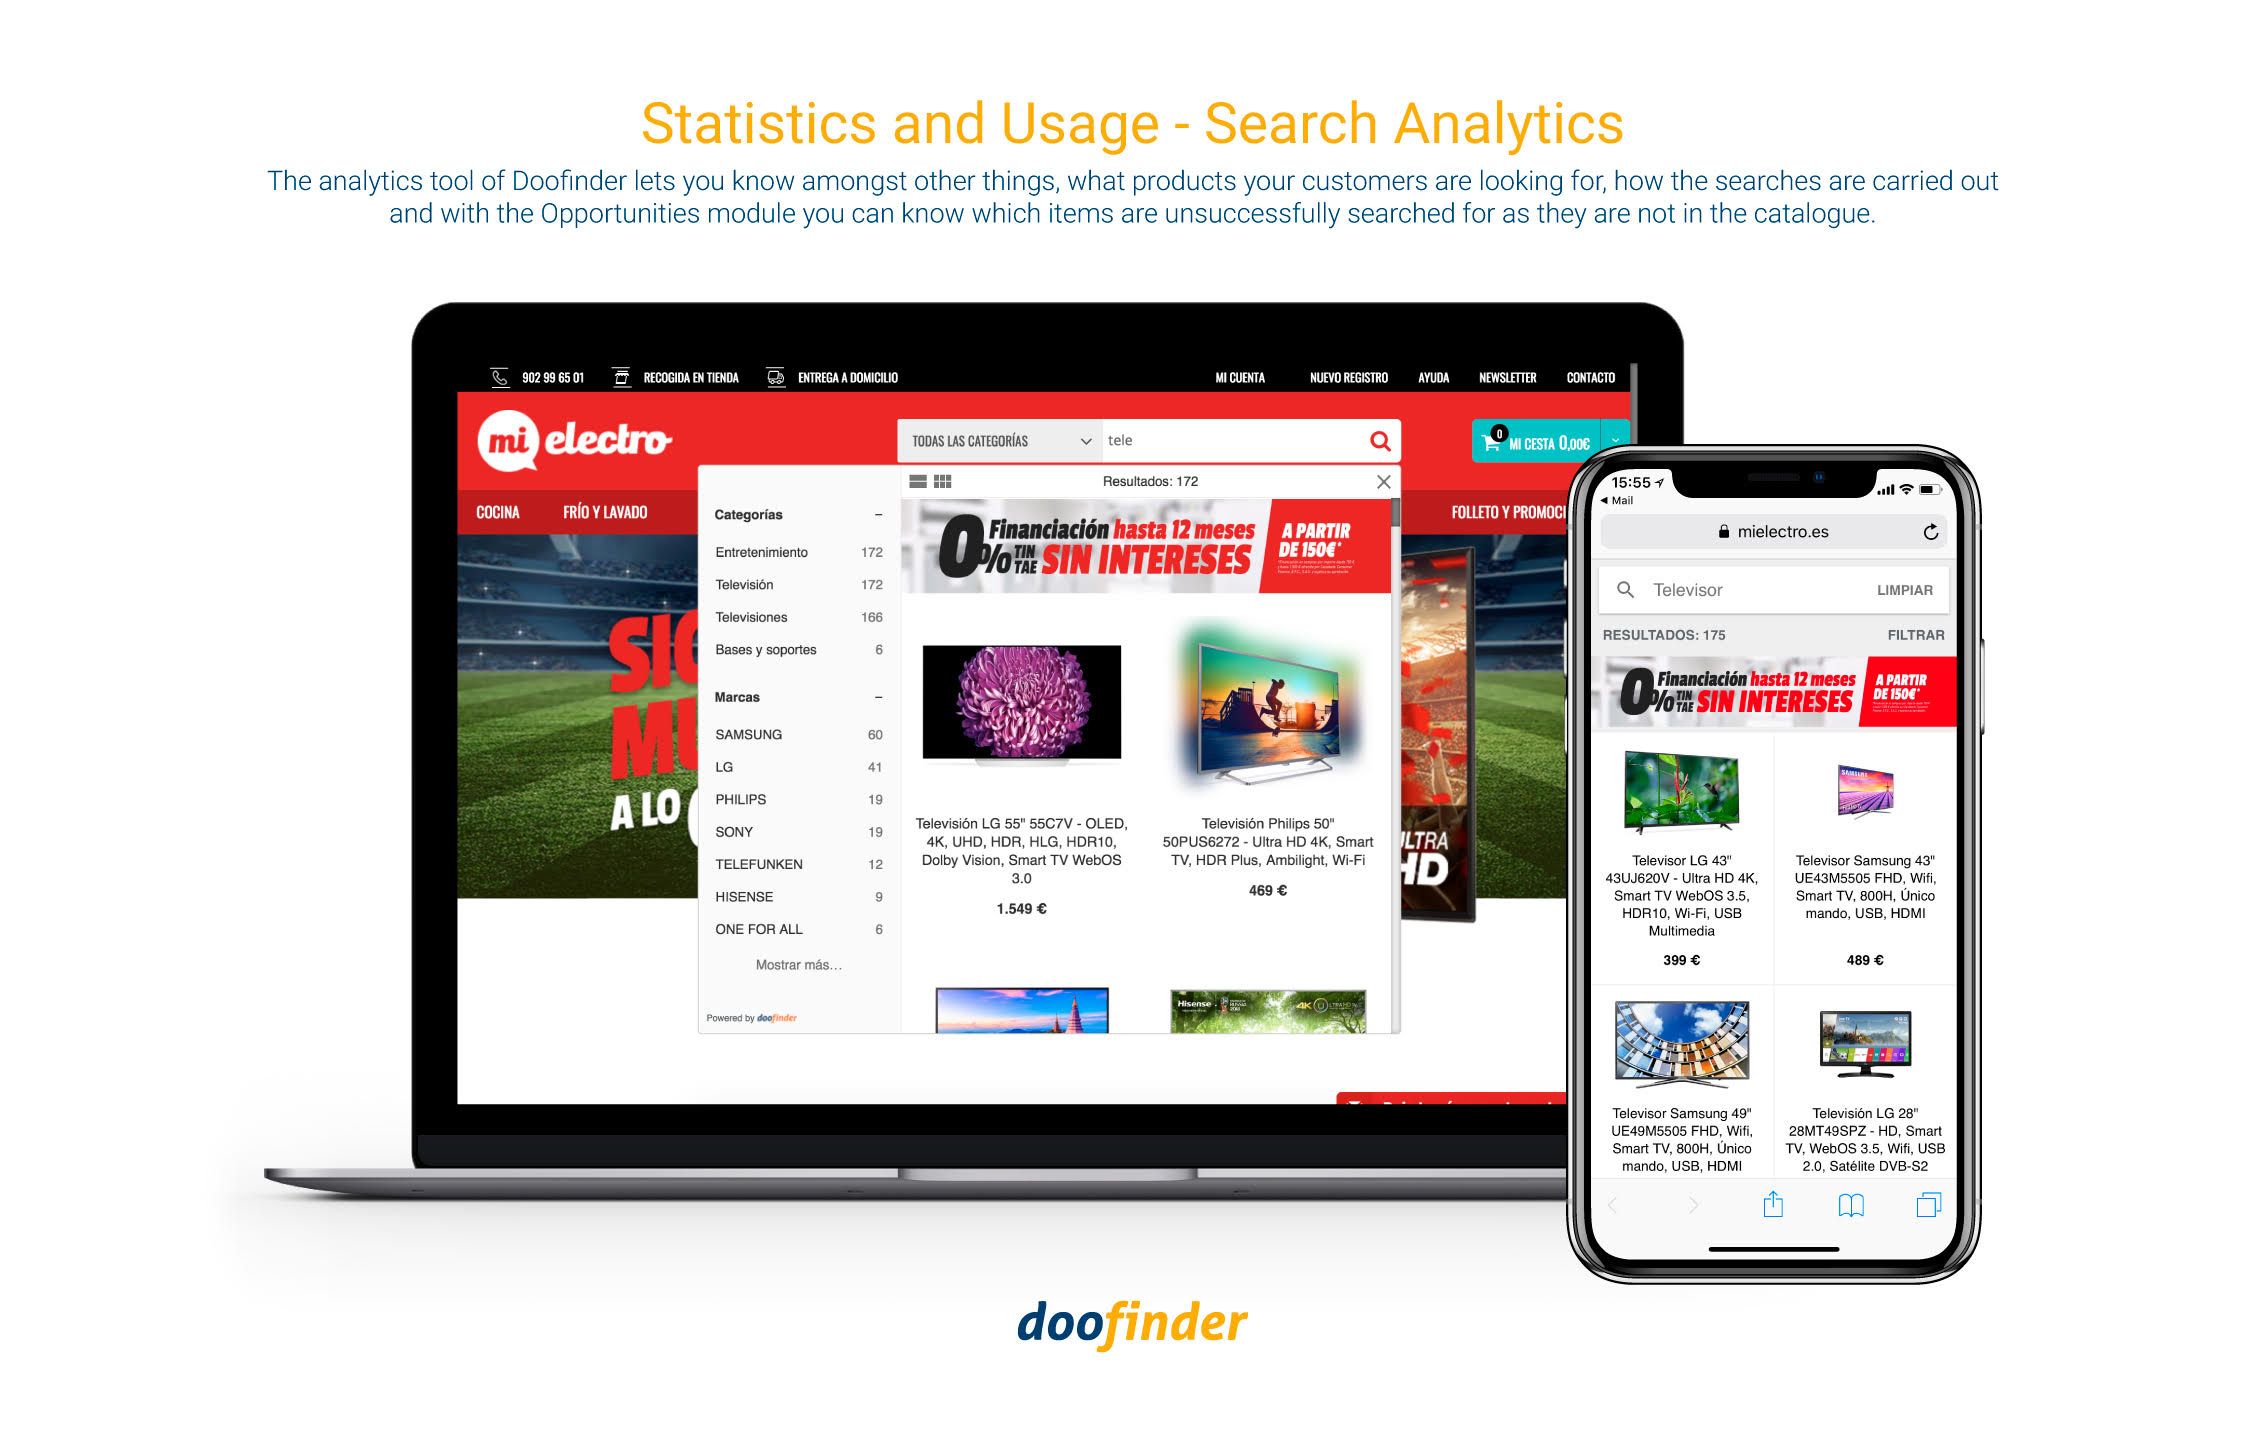 Statistics and Usage - Search Analytics
The analytics tool of Doofinder lets you know amongst other things, what products your customers are looking for, how the searches are carried out
and with the Opportunities module you can know which items are unsuccessfully searched for as they are not in the catalogue.
902 99 65 01 RECOGIDA EN TIENDA ENTREGA A DOMICILIO MI CUENTA NUEVO REGISTRO AYUDA NEWSLETTER CONTACTO
mi electro
TODAS LAS CATEGORÍAS tele
0 MI CESTA 0,00€
COCINA FRÍO Y LAVADO FOLLETO Y PROMOCI
Resultados: 172
Categorías –
Entretenimiento 172
Televisión 172
Televisiones 166
Bases y soportes 6
Marcas –
SAMSUNG 60
LG 41
PHILIPS 19
SONY 19
TELEFUNKEN 12
HISENSE 9
ONE FOR ALL 6
Mostrar más...
Powered by doofinder
0% TIN TAE Financiación hasta 12 meses
SIN INTERESES
A PARTIR
DE 150€*
Televisión LG 55" 55C7V - OLED,
4K, UHD, HDR, HLG, HDR10,
Dolby Vision, Smart TV WebOS
3.0
1.549 €
Televisión Philips 50"
50PUS6272 - Ultra HD 4K, Smart
TV, HDR Plus, Ambilight, Wi-Fi
469 €
Hisense 4K
A LO
LTRA
HD
15:55
Mail
mielectro.es
Televisor LIMPIAR
RESULTADOS: 175 FILTRAR
0% TIN TAE Financiación hasta 12 meses
SIN INTERESES
A PARTIR
DE 150€*
SAMSUNG
Televisor LG 43"
43UJ620V - Ultra HD 4K,
Smart TV WebOS 3.5,
HDR10, Wi-Fi, USB
Multimedia
399 €
Televisor Samsung 43"
UE43M5505 FHD, Wifi,
Smart TV, 800H, Único
mando, USB, HDMI
489 €
Televisor Samsung 49"
UE49M5505 FHD, Wifi,
Smart TV, 800H, Único
mando, USB, HDMI
Televisión LG 28"
28MT49SPZ - HD, Smart
TV, WebOS 3.5, Wifi, USB
2.0, Satélite DVB-S2
doofinder